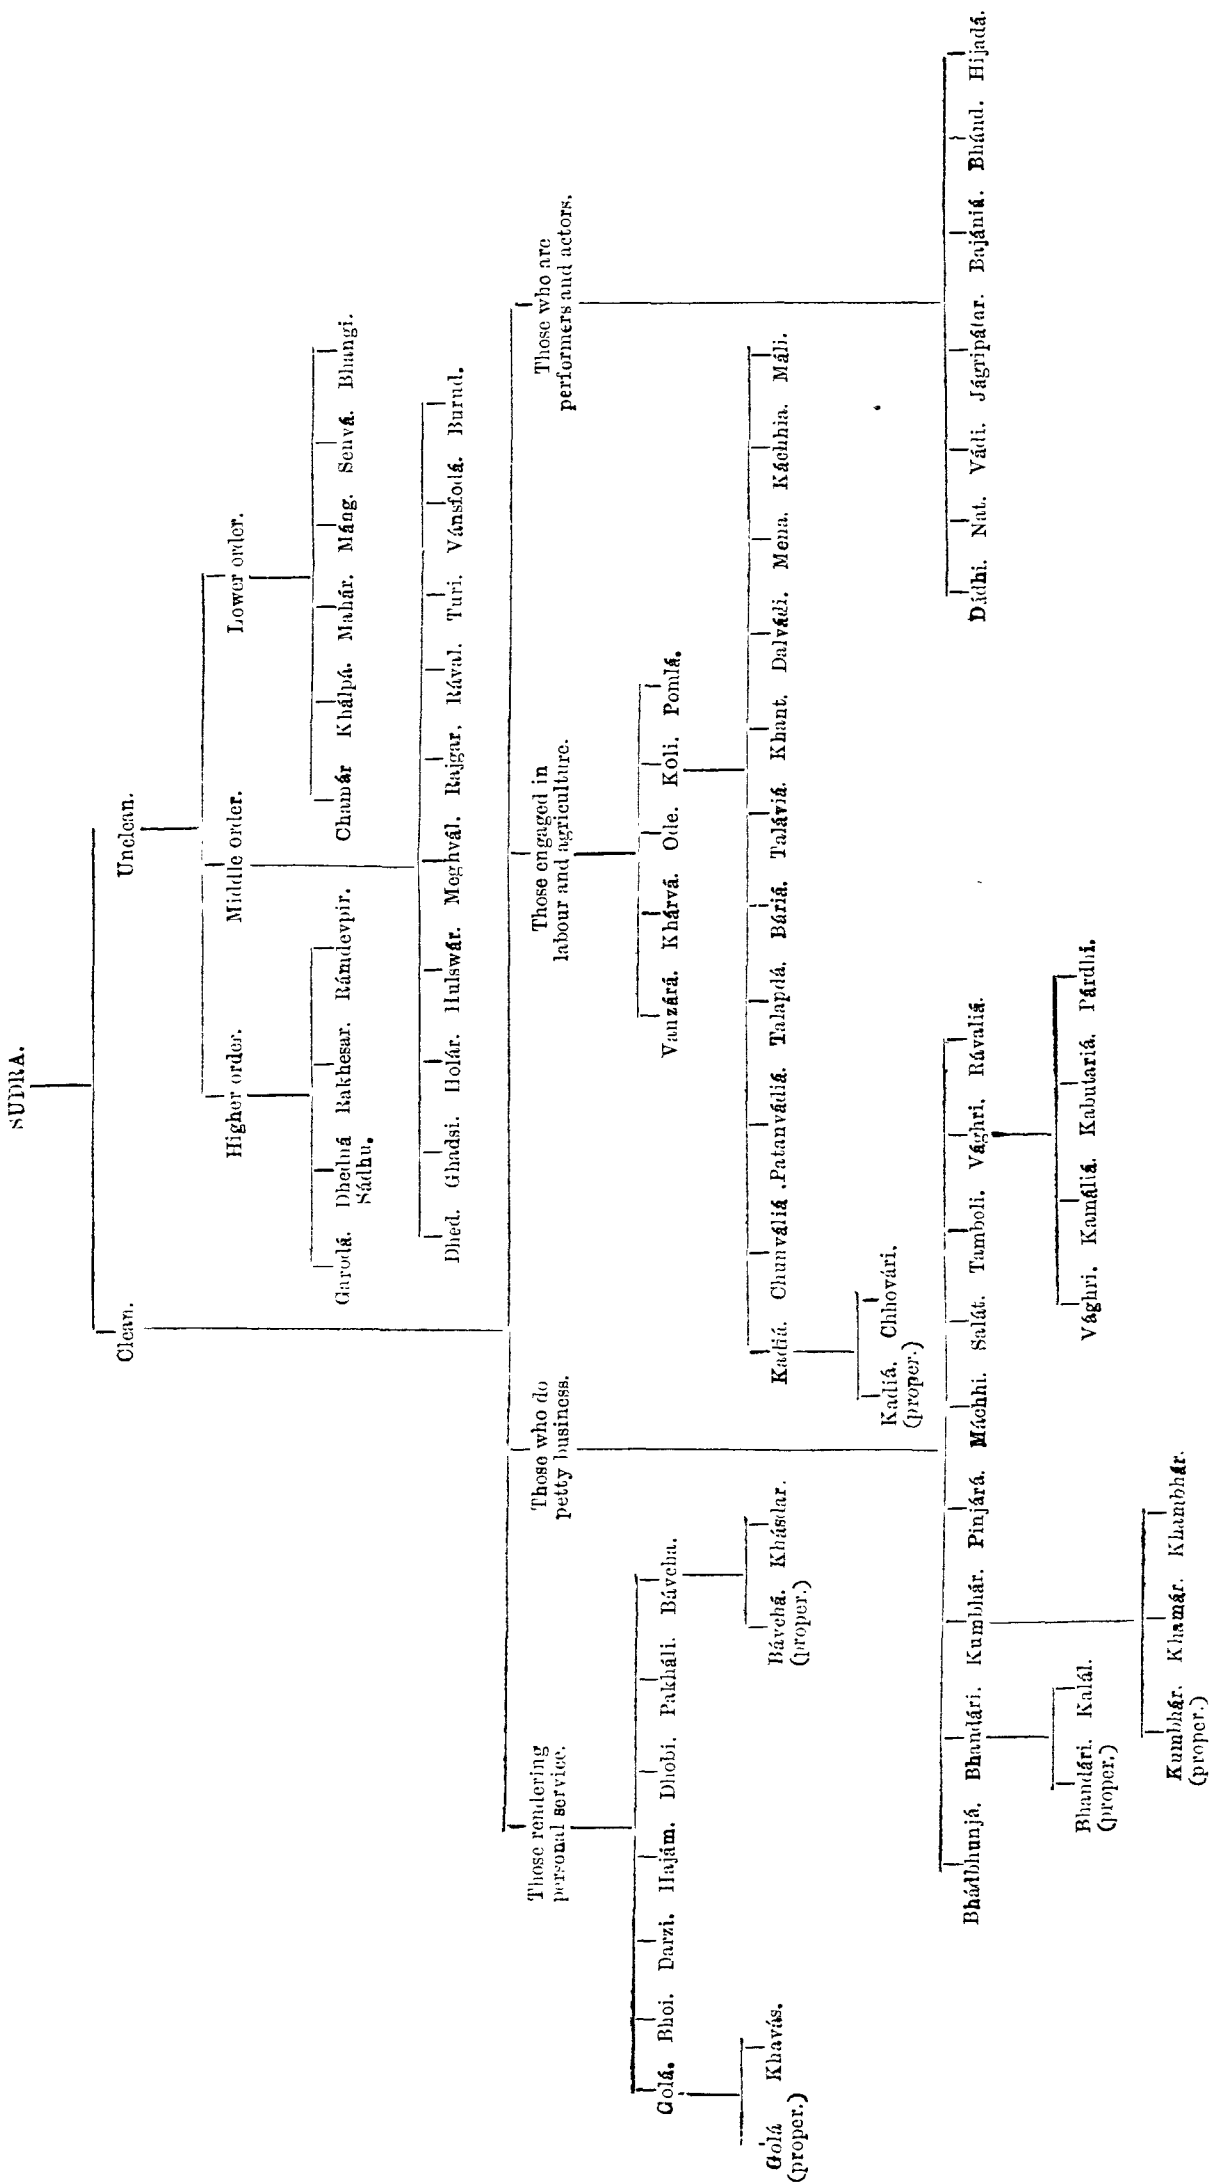 SUDRA.
Clean. Unclean.
Higher order. Middle order. Lower order.
Garodá. Dheduá Sádhu. Rakhesar. Rámdevpir. Chamár Khálpá. Mahár. Máng. Senvá. Bhangi.
Dhed. Ghadsi. Holár. Hulswár. Meghvál. Rajgar. Rával. Turi. Vánsfodá. Burud.
Those rendering personal service.
Those who do petty business.
Those engaged in labour and agriculture.
Those who are performers and actors.
Golá. Bhoi. Darzi. Hajám. Dhobi. Pakháli. Bávcha.
Vanzárá. Khárvá. Ode. Koli. Pomlá.
Golá (proper.) Khavás.
Bávchá. (proper.) Khásdar.
Kadiá. Chunváliá. Patanvádiá. Talapdá. Báriá. Taláviá. Khant. Dalvádi. Mena. Káchhia. Máli.
Kadiá. (proper.) Chhovári.
Bhádbhunjá. Bhandári. Kumbhár. Pinjárá. Máchhi. Salát. Tamboli. Vághri. Rávaliá.
Dádhi. Nat. Vádi. Jágripátar. Bajániá. Bhánd. Hijadá.
Bhandári. (proper.) Kalál.
Vághri. Kamáliá. Kabutariá. Párdhi.
Kumbhár. (proper.) Khamár. Khambhár.